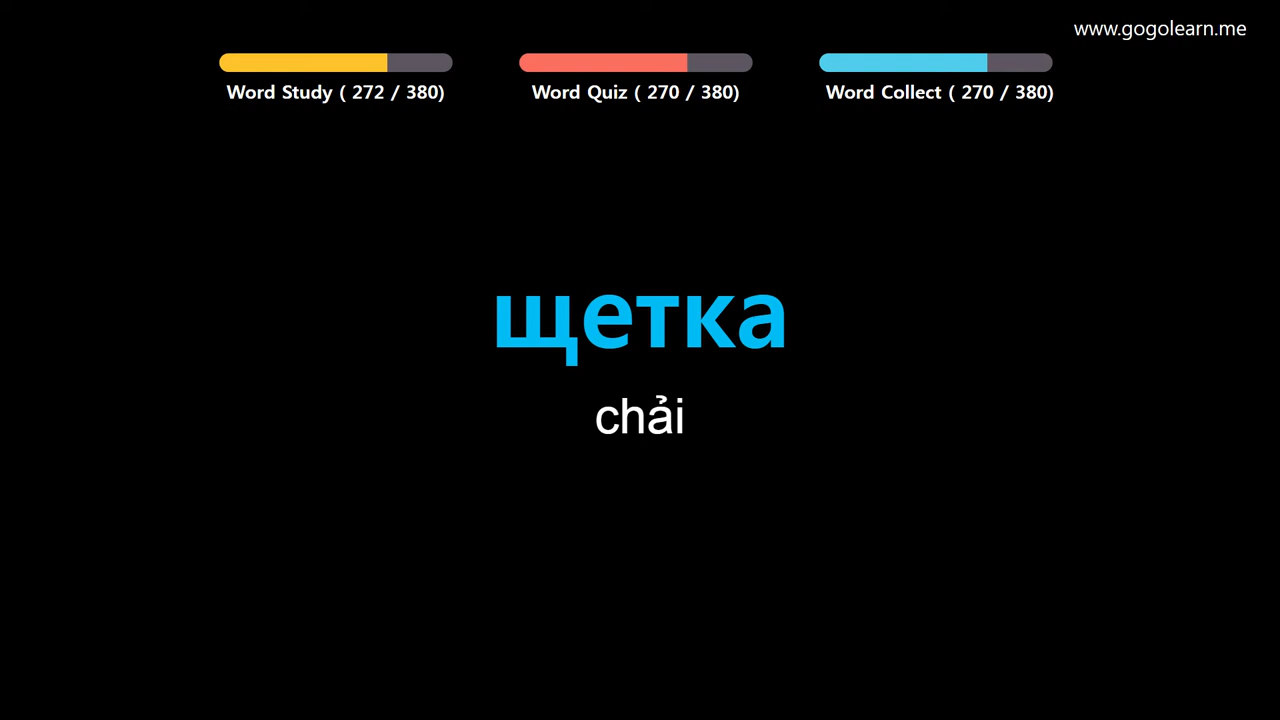 www.gogolearn.me
Word Study ( 272 / 380)
Word Quiz ( 270 / 380)
Word Collect ( 270 / 380)
щетка
chải